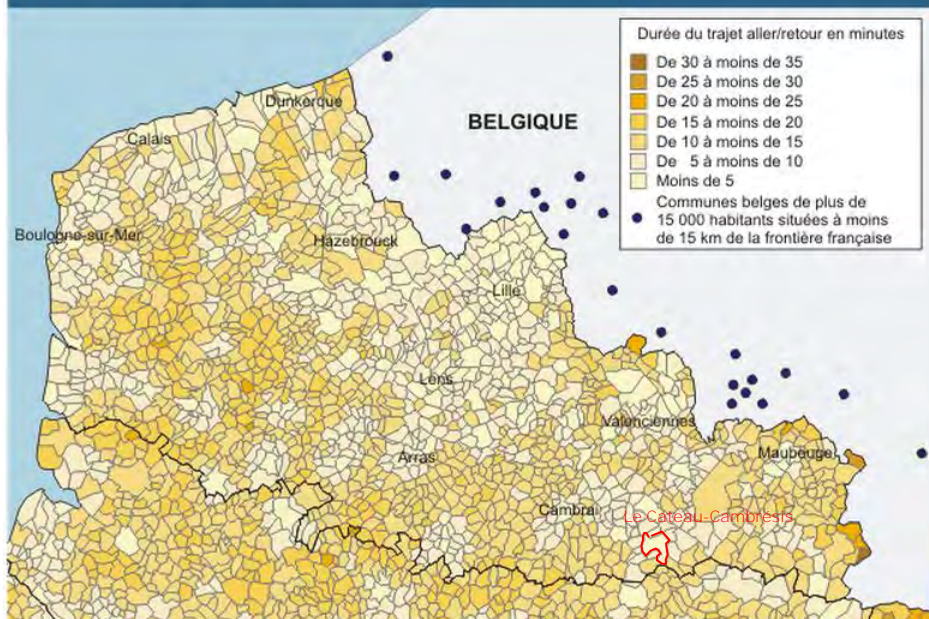 Durée du trajet aller/retour en minutes
De 30 à moins de 35
De 25 à moins de 30
De 20 à moins de 25
De 15 à moins de 20
De 10 à moins de 15
De 5 à moins de 10
Moins de 5
Communes belges de plus de
15 000 habitants situées à moins
de 15 km de la frontière française
BELGIQUE
Dunkerque
Calais
Boulogne-sur-Mer
Hazebrouck
Lille
Lens
Valenciennes
Maubeuge
Arras
Cambrai
Le Cateau-Cambrésis